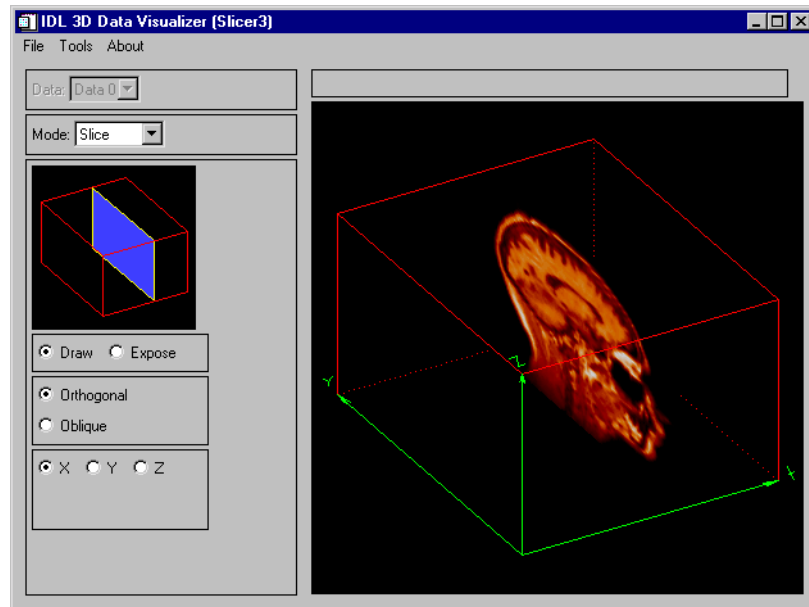 IDL 3D Data Visualizer (Slicer3)
File Tools About
Data: Data 0
Mode: Slice
Draw Expose
Orthogonal
Oblique
X Y Z
Y
Z
X